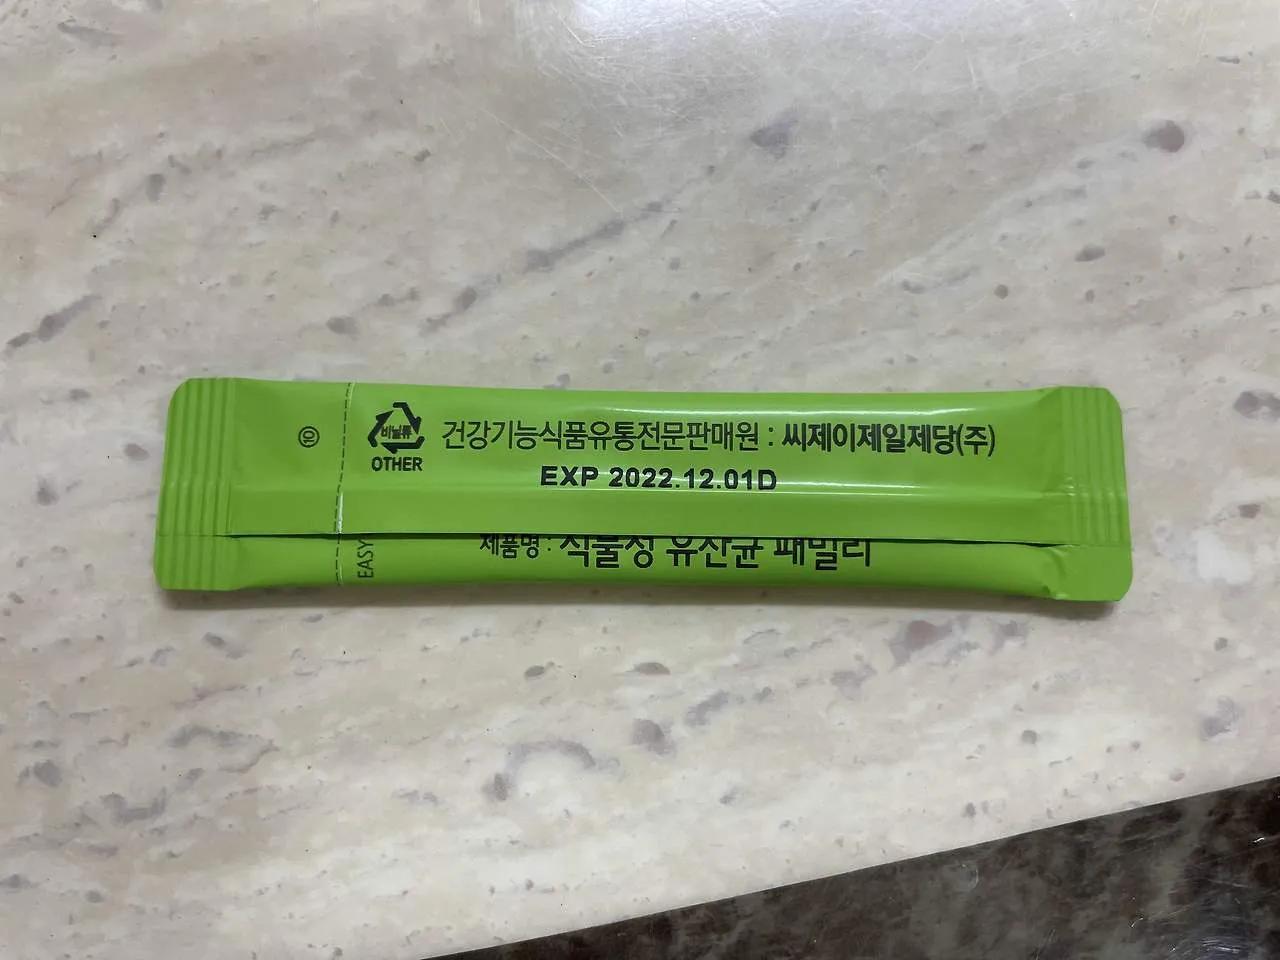 ⑩
비닐류
OTHER
건강기능식품유통전문판매원 : 씨제이제일제당(주)
EXP 2022.12.01D
EASY
제품명 : 식물성 유산균 패밀리